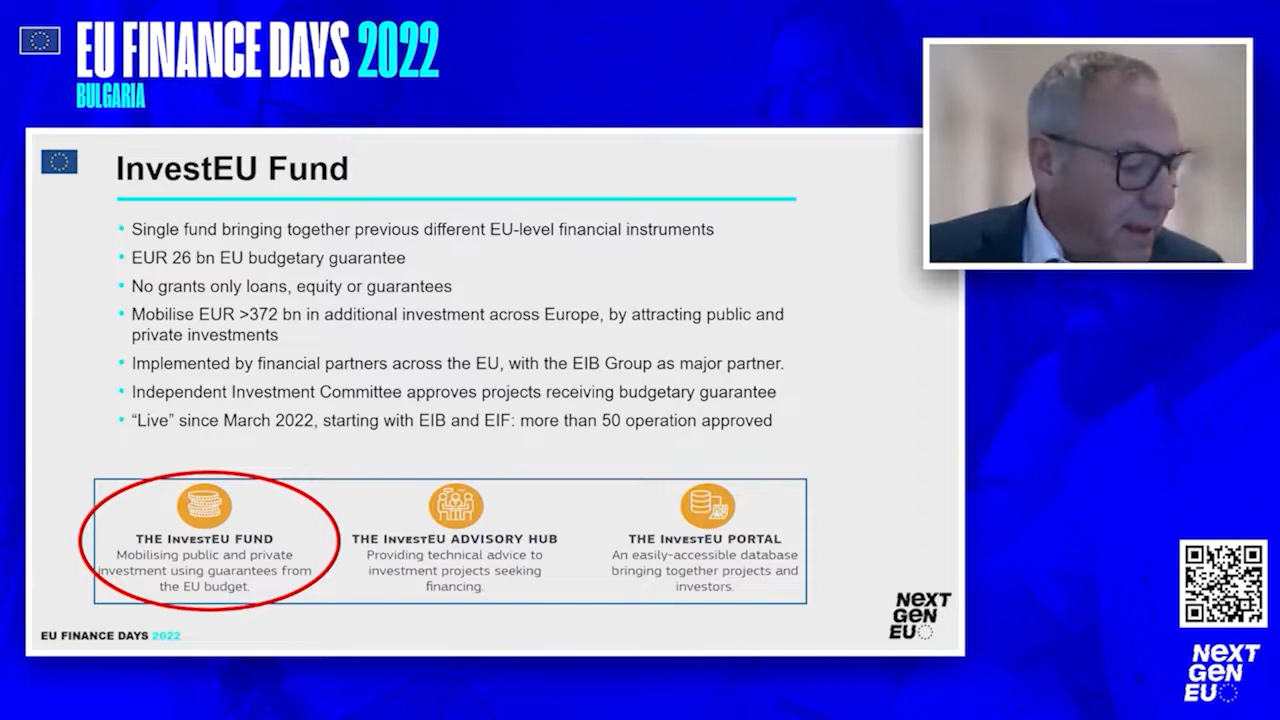 EU FINANCE DAYS 2022
BULGARIA
InvestEU Fund
• Single fund bringing together previous different EU-level financial instruments
• EUR 26 bn EU budgetary guarantee
• No grants only loans, equity or guarantees
• Mobilise EUR >372 bn in additional investment across Europe, by attracting public and
private investments
• Implemented by financial partners across the EU, with the EIB Group as major partner.
• Independent Investment Committee approves projects receiving budgetary guarantee
• “Live” since March 2022, starting with EIB and EIF: more than 50 operation approved
THE InvestEU FUND
Mobilising public and private
investment using guarantees from
the EU budget.
THE InvestEU ADVISORY HUB
Providing technical advice to
investment projects seeking
financing.
THE InvestEU PORTAL
An easily-accessible database
bringing together projects and
investors.
EU FINANCE DAYS 2022
NEXT
GEN
EU
NEXT
GEN
EU